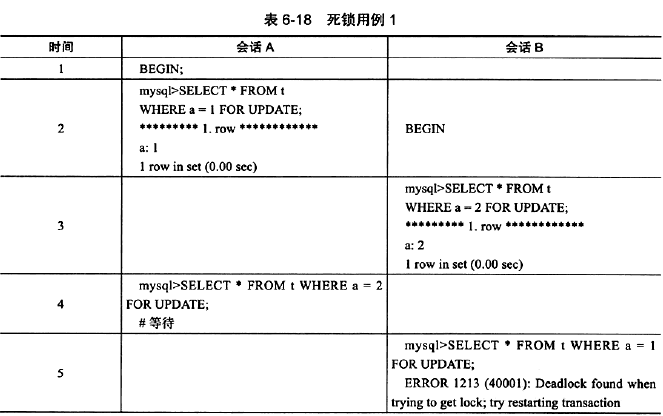 表 6-18 死锁用例 1
时间 会话 A 会话 B
1 BEGIN;
mysql>SELECT * FROM t
WHERE a = 1 FOR UPDATE;
2 ********* 1. row ************ BEGIN
a: 1
1 row in set (0.00 sec)
mysql>SELECT * FROM t
WHERE a = 2 FOR UPDATE;
3 ********* 1. row ************
a: 2
1 row in set (0.00 sec)
mysql>SELECT * FROM t WHERE a = 2
4 FOR UPDATE;
# 等待
mysql>SELECT * FROM t WHERE a = 1
FOR UPDATE;
5 ERROR 1213 (40001): Deadlock found when
trying to get lock; try restarting transaction